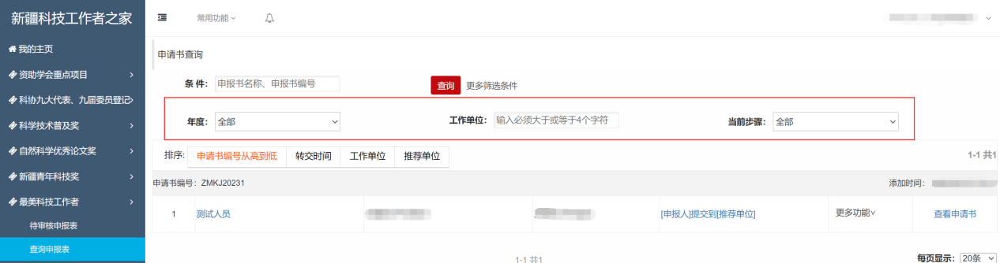 新疆科技工作者之家
常用功能
我的主页
资助学会重点项目
科协九大代表、九届委员登记
科学技术普及奖
自然科学优秀论文奖
新疆青年科技奖
最美科技工作者
待审核申报表
查询申报表
申请书查询
条 件： 申报书名称、申报书编号 查询 更多筛选条件
年度： 全部 工作单位： 输入必须大于或等于4个字符 当前步骤： 全部
排序: 申请书编号从高到低 转交时间 工作单位 推荐单位 1-1 共1
申请书编号：ZMKJ20231 添加时间：
1 测试人员 [申报人]提交到[推荐单位] 更多功能 查看申请书
1-1 共1 每页显示： 20条